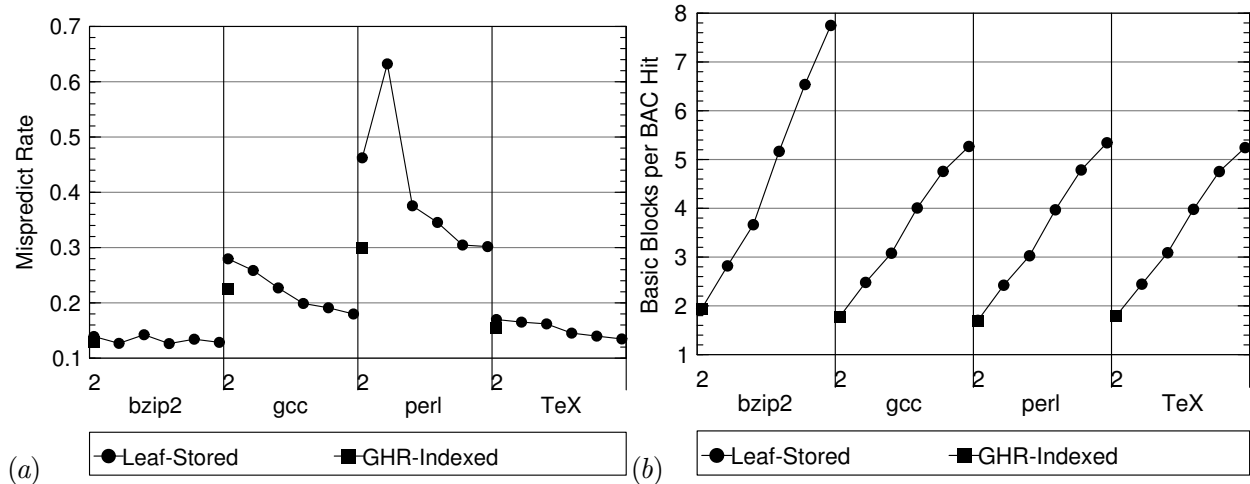 Mispredict Rate
0.7
0.6
0.5
0.4
0.3
0.2
0.1
2 2 2 2
bzip2 gcc perl TeX
Leaf-Stored GHR-Indexed
(a)
Basic Blocks per BAC Hit
8
7
6
5
4
3
2
1
2 2 2 2
bzip2 gcc perl TeX
Leaf-Stored GHR-Indexed
(b)